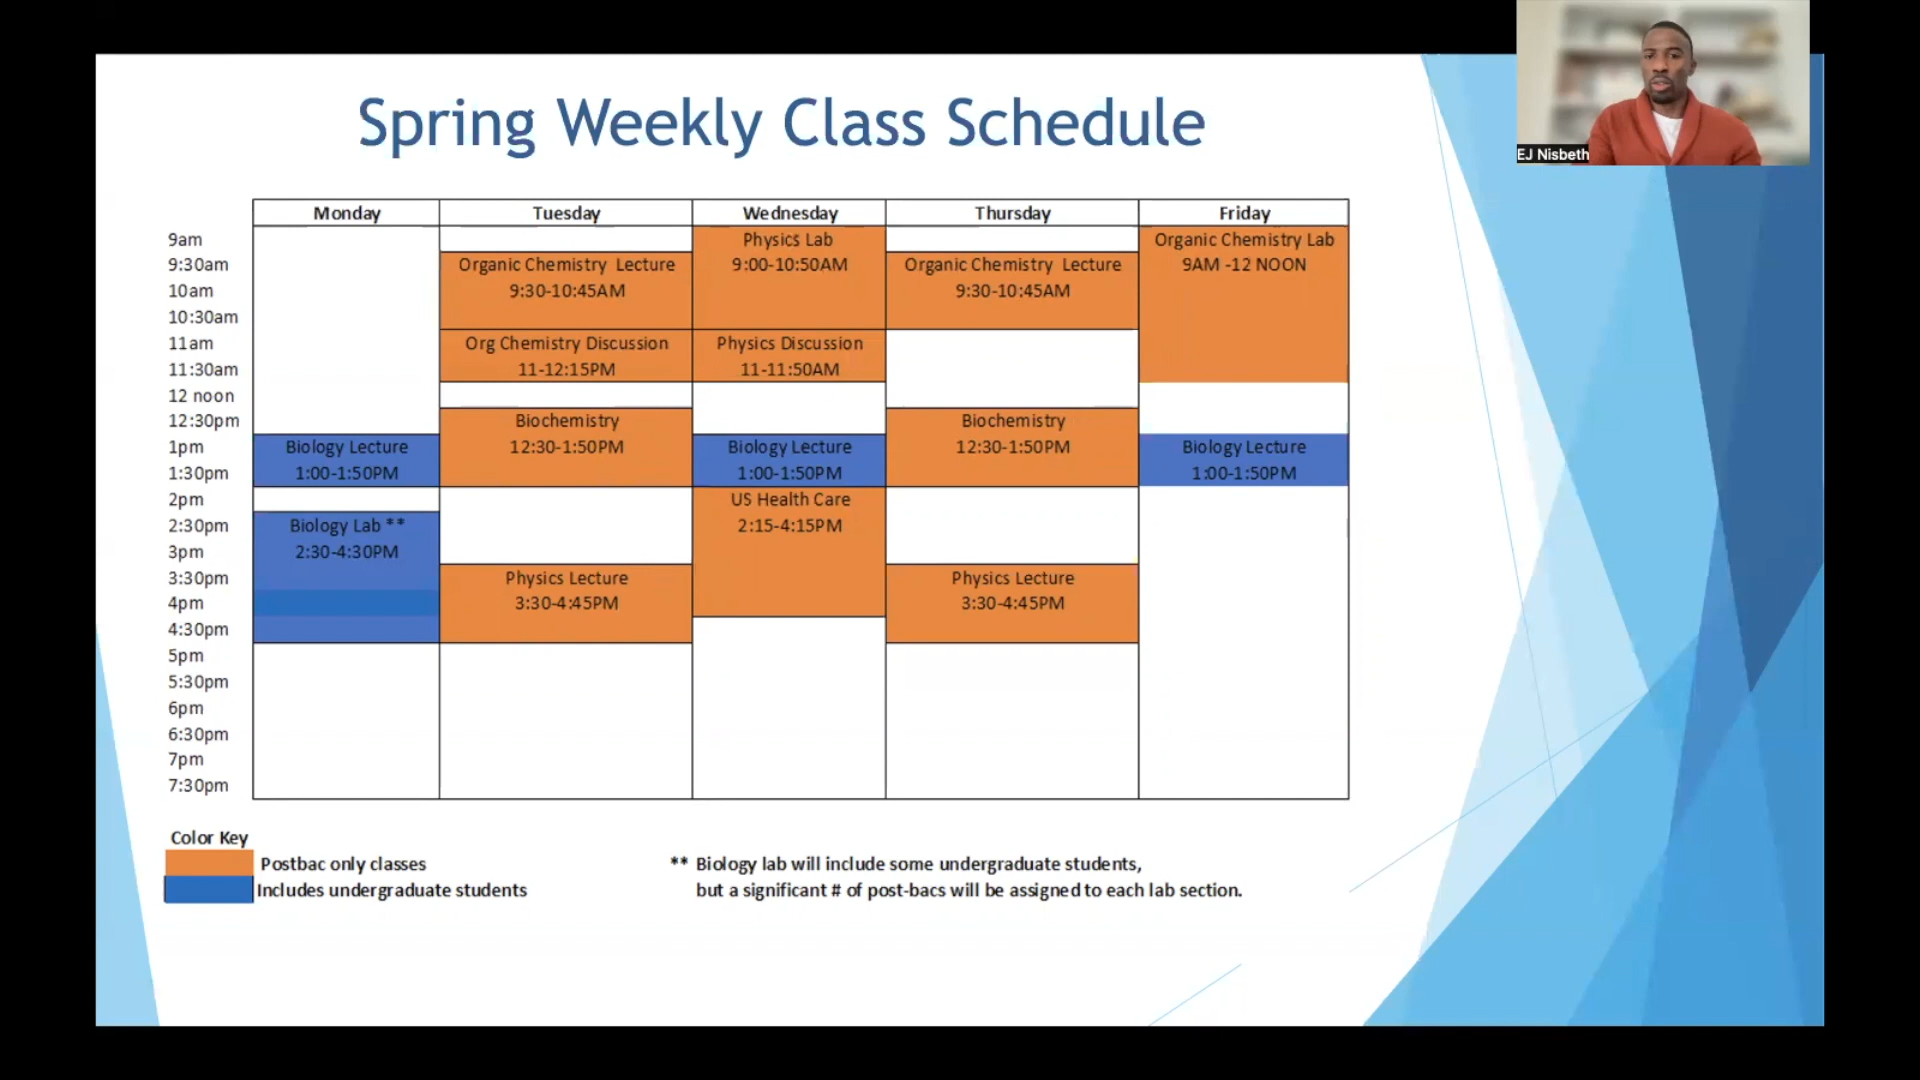 Spring Weekly Class Schedule
Monday Tuesday Wednesday Thursday Friday
9am Physics Lab Organic Chemistry Lab
9:30am Organic Chemistry Lecture 9:00-10:50AM Organic Chemistry Lecture 9AM -12 NOON
10am 9:30-10:45AM 9:30-10:45AM
10:30am
11am Org Chemistry Discussion Physics Discussion
11:30am 11-12:15PM 11-11:50AM
12 noon
12:30pm Biochemistry Biochemistry
1pm Biology Lecture 12:30-1:50PM Biology Lecture 12:30-1:50PM Biology Lecture
1:30pm 1:00-1:50PM 1:00-1:50PM 1:00-1:50PM
2pm US Health Care
2:30pm Biology Lab ** 2:15-4:15PM
3pm 2:30-4:30PM
3:30pm Physics Lecture Physics Lecture
4pm 3:30-4:45PM 3:30-4:45PM
4:30pm
5pm
5:30pm
6pm
6:30pm
7pm
7:30pm
Color Key
Postbac only classes
Includes undergraduate students
** Biology lab will include some undergraduate students,
but a significant # of post-bacs will be assigned to each lab section.
EJ Nisbeth